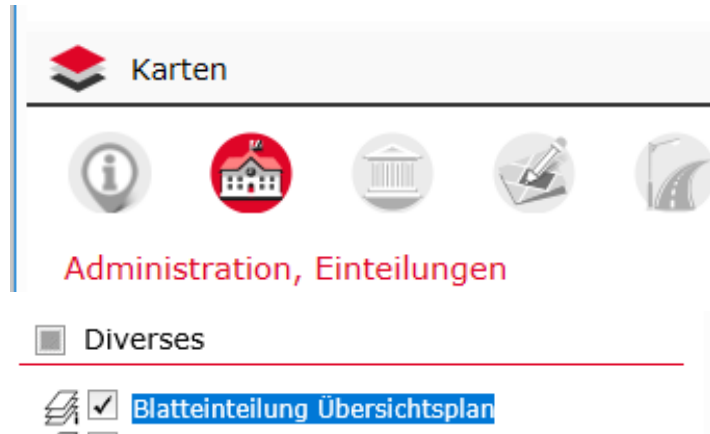 Karten
Administration, Einteilungen
Diverses
Blatteinteilung Übersichtsplan